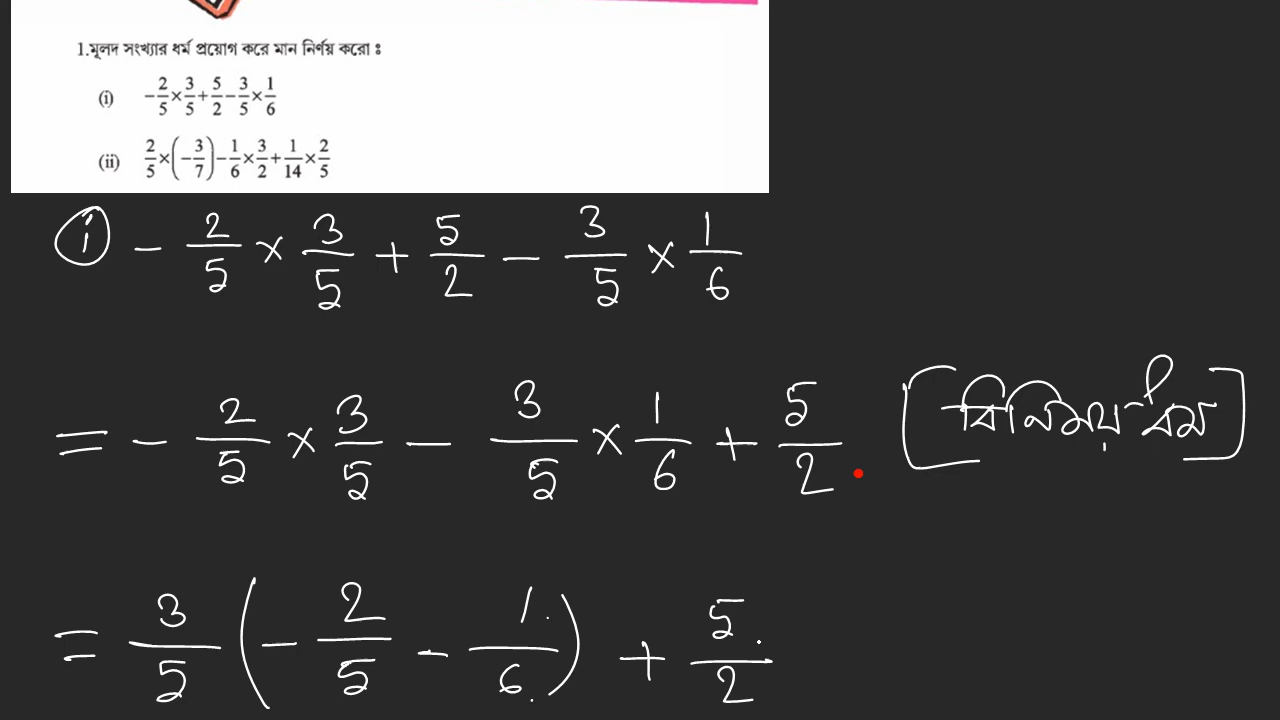 1.মূলদ সংখ্যার ধর্ম প্রয়োগ করে মান নির্ণয় করো ঃ
(i) -2/5×3/5+5/2-3/5×1/6
(ii) 2/5×(-3/7)-1/6×3/2+1/14×2/5
(i) - 2/5 × 3/5 + 5/2 - 3/5 × 1/6
= - 2/5 × 3/5 - 3/5 × 1/6 + 5/2 [বিনিময় ধর্ম]
= 3/5 (- 2/5 - 1/6) + 5/2